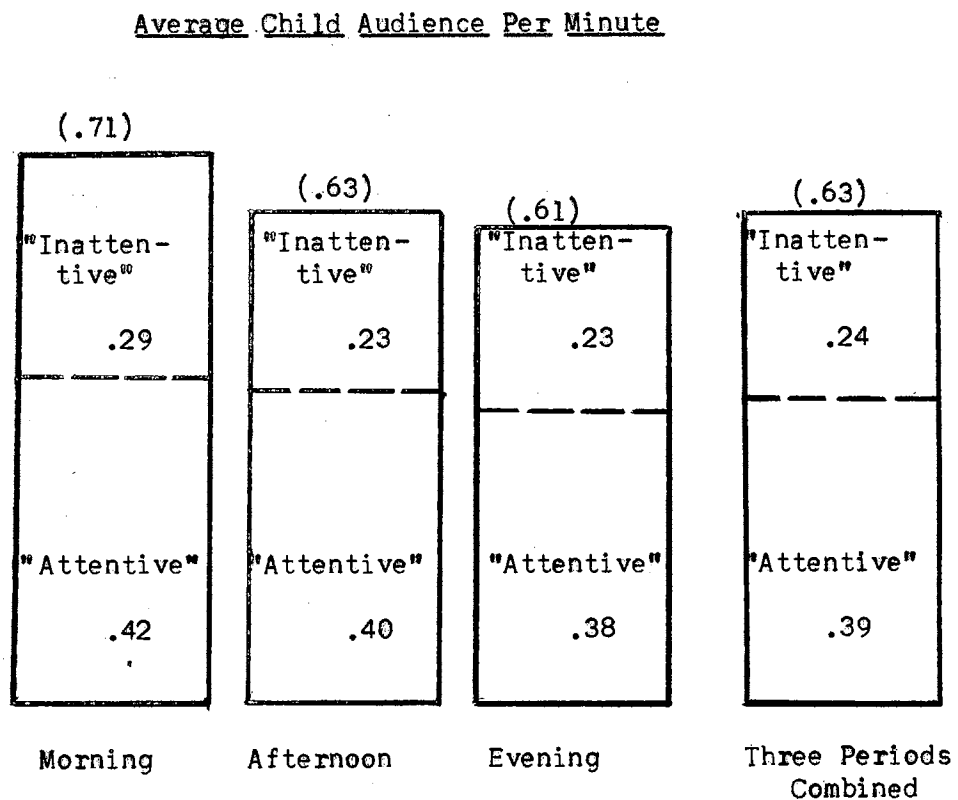 Average Child Audience Per Minute
(.71)
(.63)
(.61)
(.63)
"Inatten-
tive"
.29
"Inatten-
tive"
.23
"Inatten-
tive"
.23
"Inatten-
tive"
.24
"Attentive"
.42
"Attentive"
.40
"Attentive"
.38
"Attentive"
.39
Morning
Afternoon
Evening
Three Periods
Combined